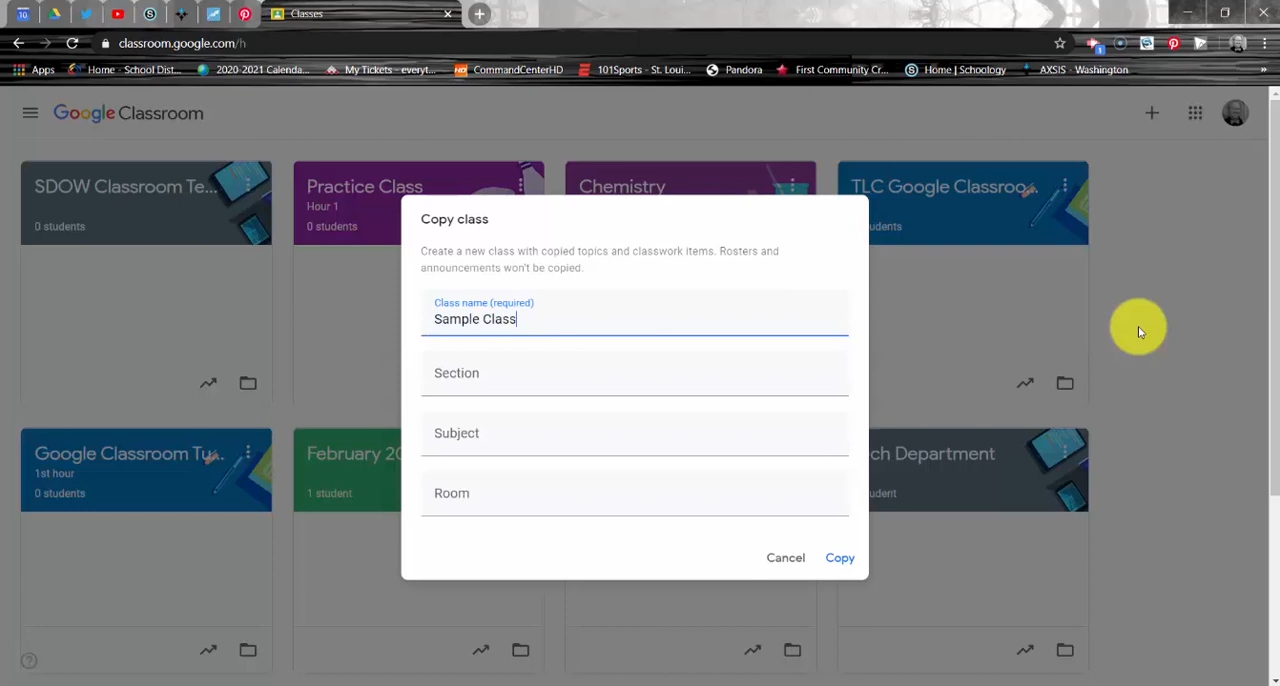 Classes
classroom.google.com/h
Apps Home - School Dist... 2020-2021 Calenda... My Tickets - everyt... CommandCenterHD 101Sports - St. Loui... Pandora First Community Cr... Home | Schoology AXSIS - Washington »
Google Classroom
SDOW Classroom Te... Practice Class Chemistry TLC Google Classroo...
Hour 1
0 students 0 students udents
Copy class
Create a new class with copied topics and classwork items. Rosters and
announcements won't be copied.
Class name (required)
Sample Class
Section
Subject
Room
Cancel Copy
Google Classroom Tu... February 20 ch Department
1st hour
0 students 1 student udent